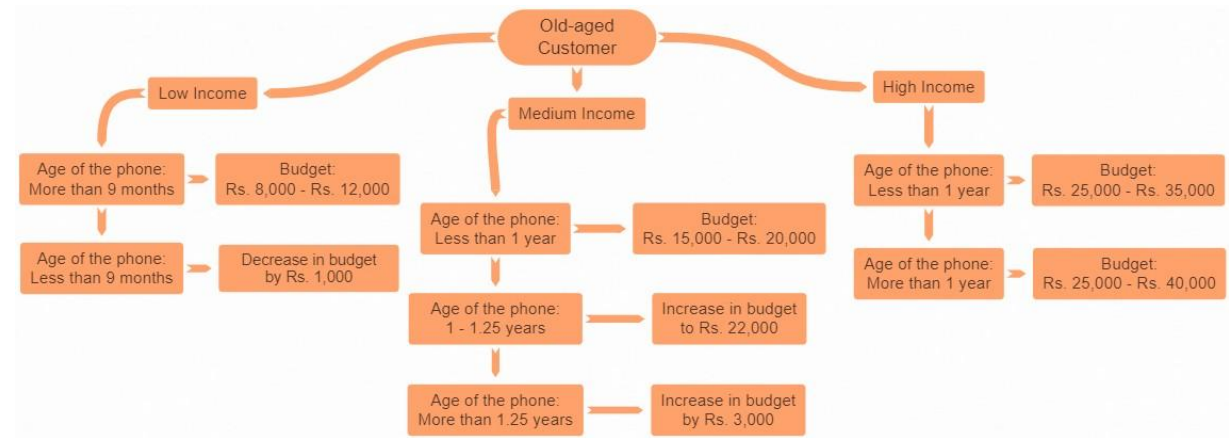 Old-aged
Customer
Low Income
Medium Income
High Income
Age of the phone:
More than 9 months
Budget:
Rs. 8,000 - Rs. 12,000
Age of the phone:
Less than 9 months
Decrease in budget
by Rs. 1,000
Age of the phone:
Less than 1 year
Budget:
Rs. 15,000 - Rs. 20,000
Age of the phone:
1 - 1.25 years
Increase in budget
to Rs. 22,000
Age of the phone:
More than 1.25 years
Increase in budget
by Rs. 3,000
Age of the phone:
Less than 1 year
Budget:
Rs. 25,000 - Rs. 35,000
Age of the phone:
More than 1 year
Budget:
Rs. 25,000 - Rs. 40,000